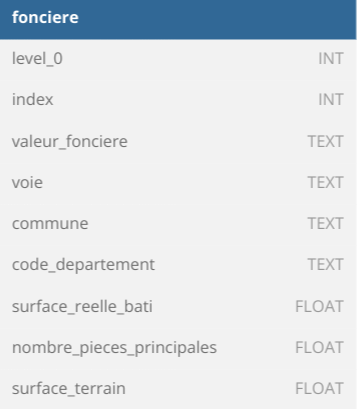 fonciere
level_0 INT
index INT
valeur_fonciere TEXT
voie TEXT
commune TEXT
code_departement TEXT
surface_reelle_bati FLOAT
nombre_pieces_principales FLOAT
surface_terrain FLOAT